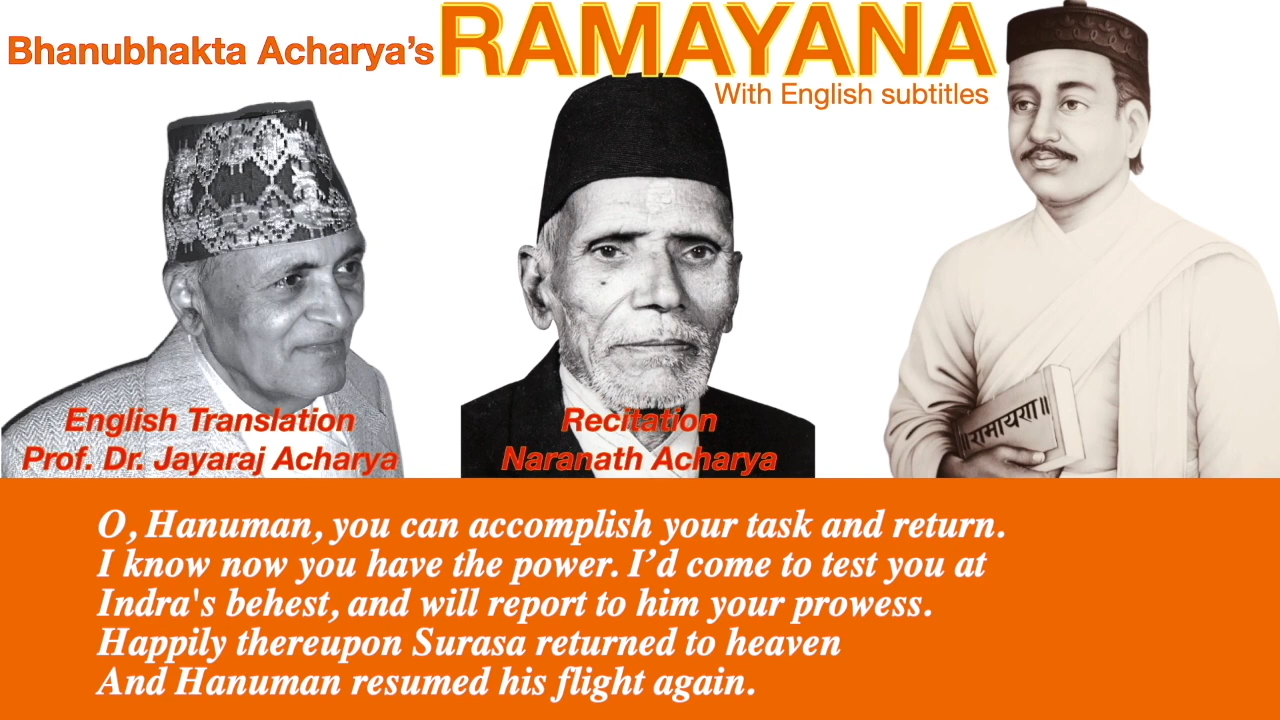 Bhanubhakta Acharya’s RAMAYANA
With English subtitles
English Translation
Prof. Dr. Jayaraj Acharya
Recitation
Naranath Acharya
॥रामायण॥
O, Hanuman, you can accomplish your task and return.
I know now you have the power. I’d come to test you at
Indra's behest, and will report to him your prowess.
Happily thereupon Surasa returned to heaven
And Hanuman resumed his flight again.